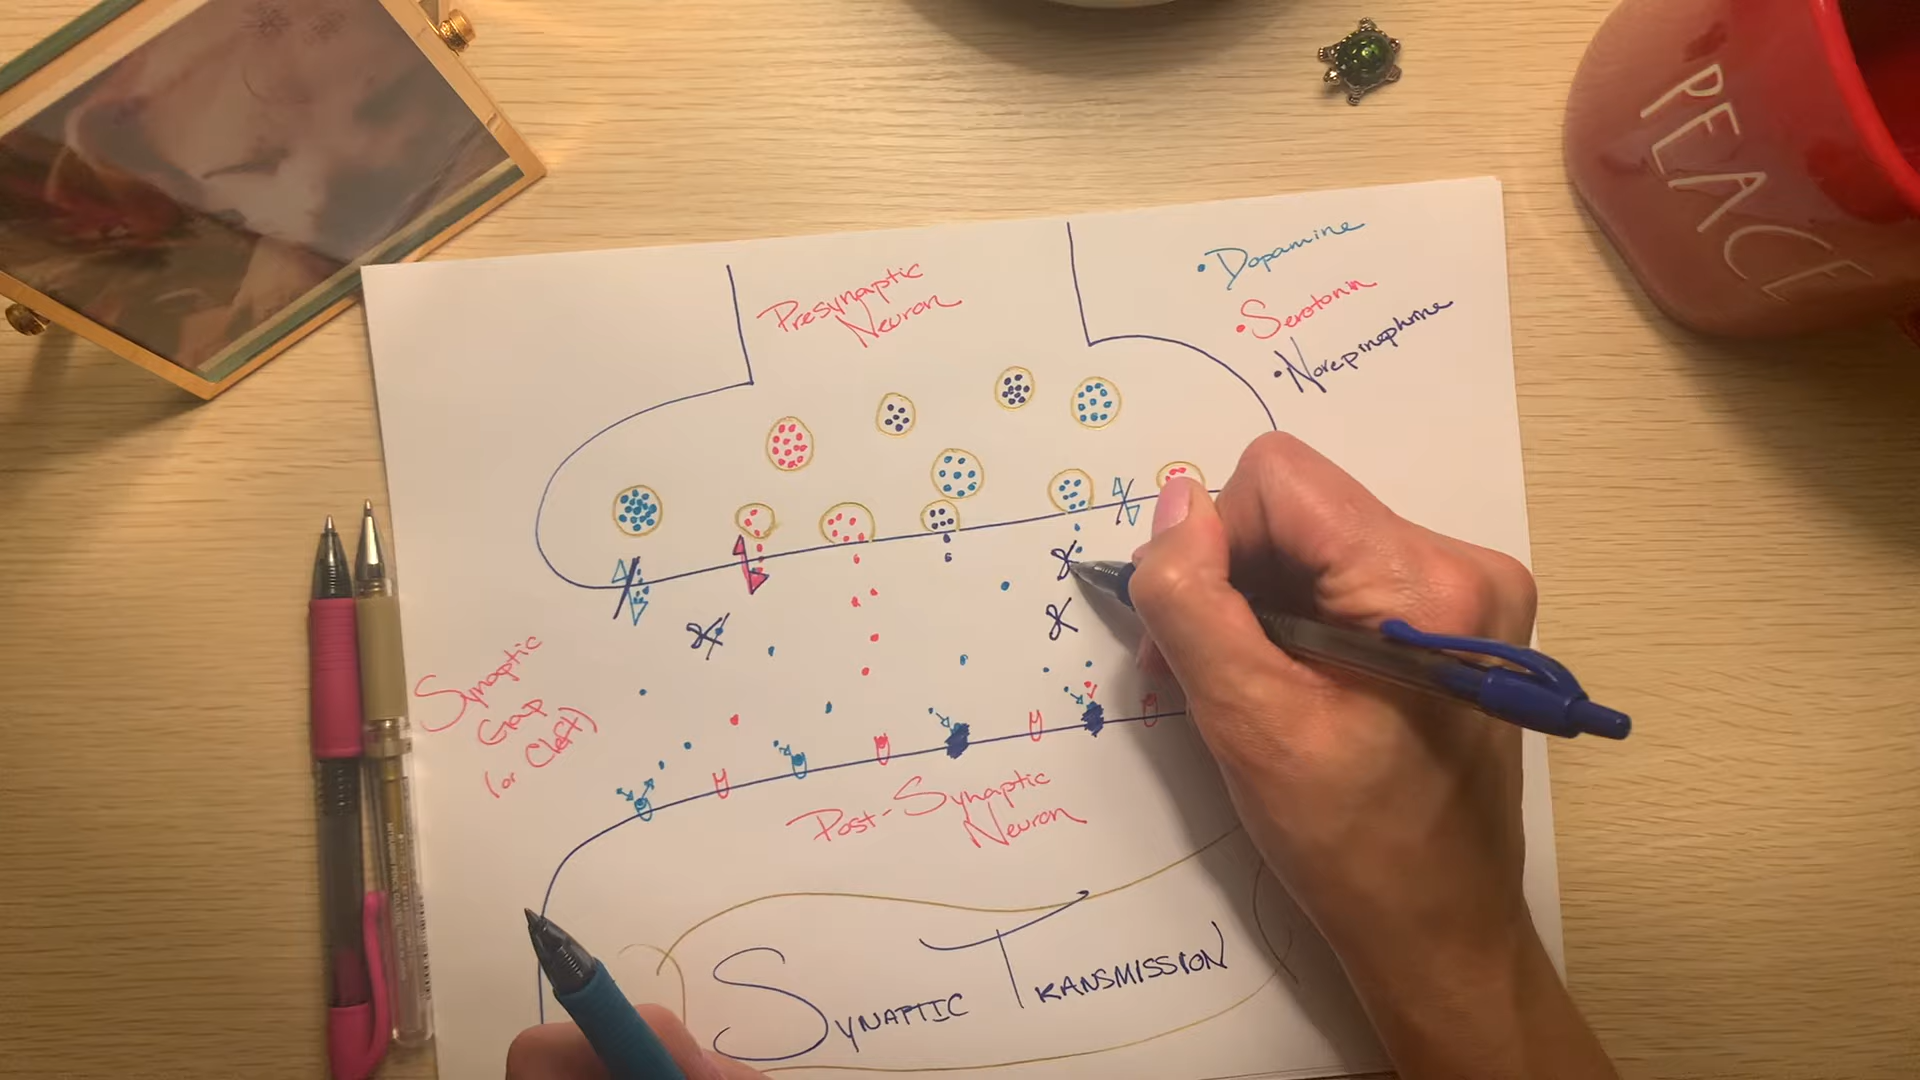 PEACE
Dopamine
Serotonin
Norepinephrine
Presynaptic
Neuron
Synaptic
Gap
(or Cleft)
Post-Synaptic
Neuron
SYNAPTIC TRANSMISSION